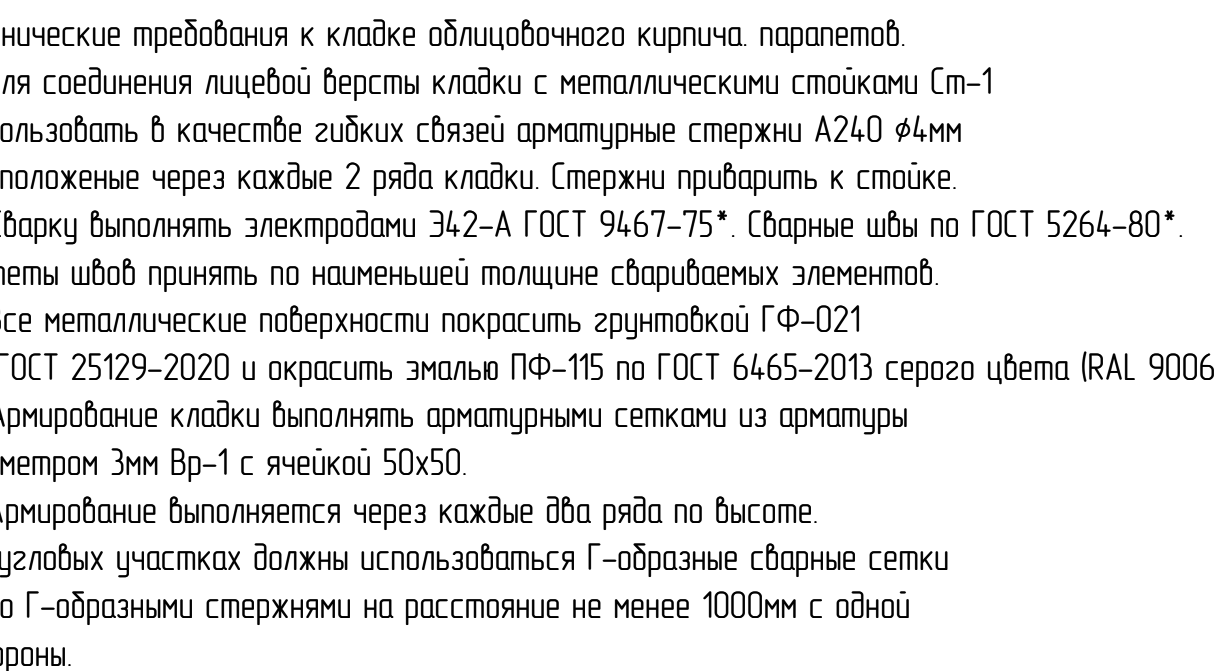 нические требования к кладке облицовочного кирпича. парапетов.
ля соединения лицевой версты кладки с металлическими стойками Ст-1
ользовать в качестве гибких связей арматурные стержни А240 ф4мм
положеные через каждые 2 ряда кладки. Стержни приварить к стойке.
Сварку выполнять электродами Э42-А ГОСТ 9467-75*. Сварные швы по ГОСТ 5264-80*.
еты швов принять по наименьшей толщине свариваемых элементов.
все металлические поверхности покрасить грунтовкой ГФ-021
ГОСТ 25129-2020 и окрасить эмалью ПФ-115 по ГОСТ 6465-2013 серого цвета (RAL 9006
Армирование кладки выполнять арматурными сетками из арматуры
метром 3мм Вр-1 с ячейкой 50х50.
Армирование выполняется через каждые два ряда по высоте.
угловых участках должны использоваться Г-образные сварные сетки
о Г-образными стержнями на расстояние не менее 1000мм с одной
ороны.